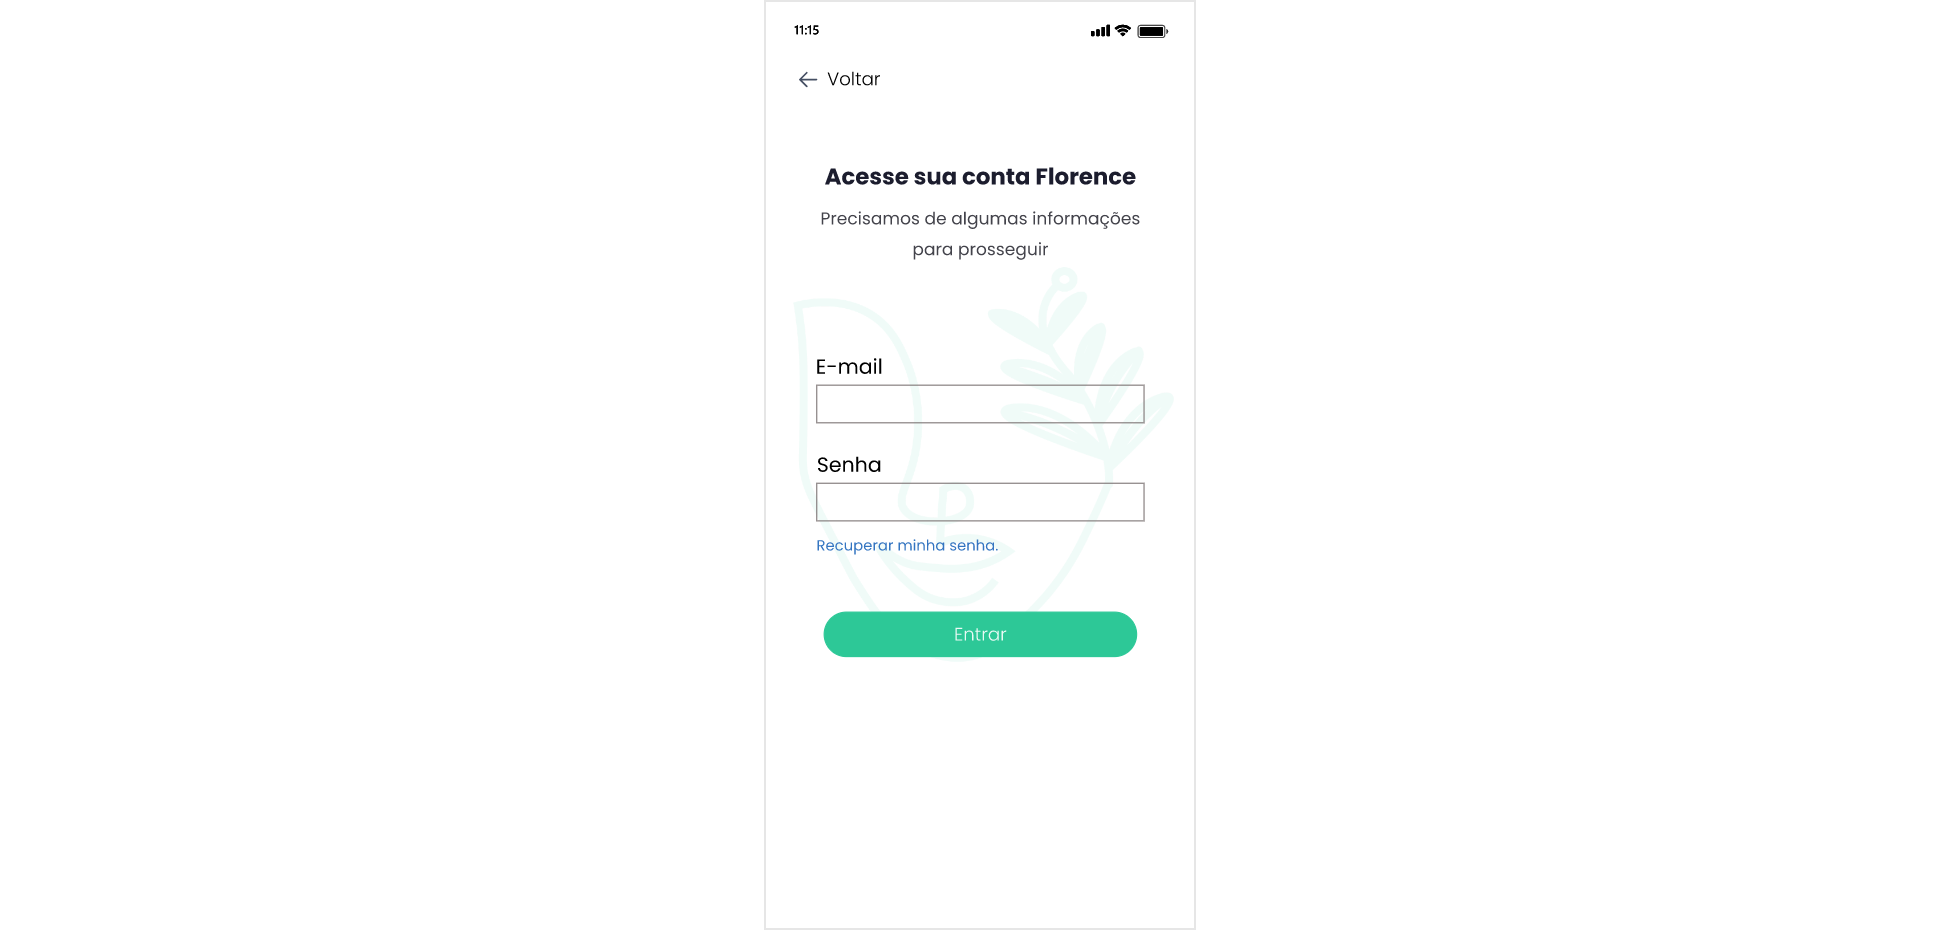 11:15
Voltar
Acesse sua conta Florence
Precisamos de algumas informações
para prosseguir
E-mail
Senha
Recuperar minha senha.
Entrar